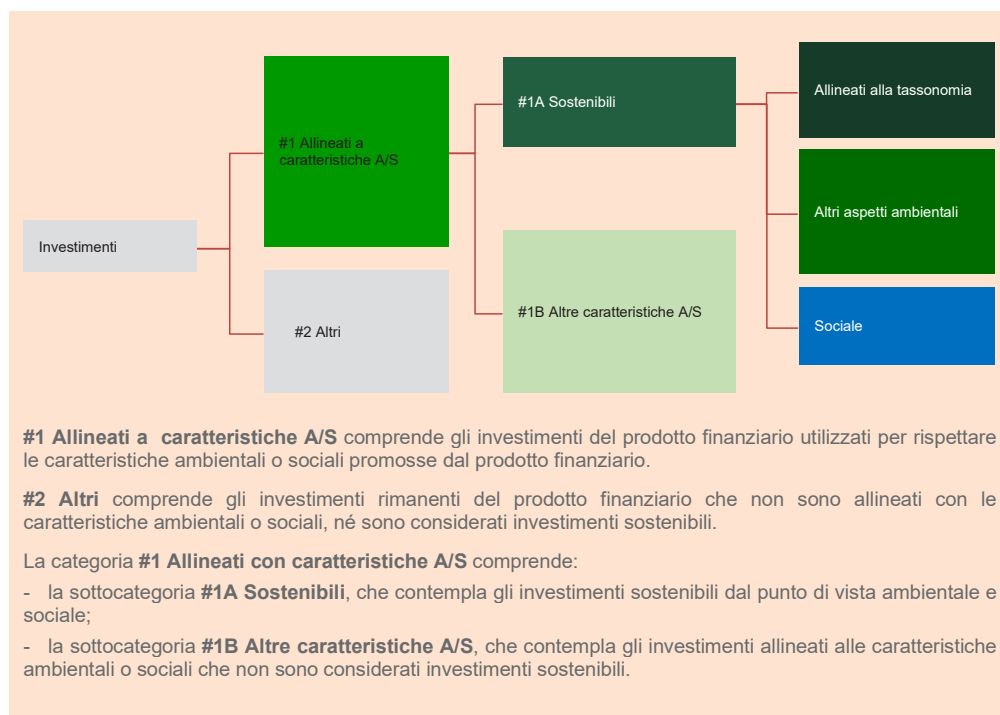 Investimenti
#1 Allineati a
caratteristiche A/S
#2 Altri
#1A Sostenibili
#1B Altre caratteristiche A/S
Allineati alla tassonomia
Altri aspetti ambientali
Sociale
#1 Allineati a caratteristiche A/S comprende gli investimenti del prodotto finanziario utilizzati per rispettare
le caratteristiche ambientali o sociali promosse dal prodotto finanziario.
#2 Altri comprende gli investimenti rimanenti del prodotto finanziario che non sono allineati con le
caratteristiche ambientali o sociali, né sono considerati investimenti sostenibili.
La categoria #1 Allineati con caratteristiche A/S comprende:
- la sottocategoria #1A Sostenibili, che contempla gli investimenti sostenibili dal punto di vista ambientale e
sociale;
- la sottocategoria #1B Altre caratteristiche A/S, che contempla gli investimenti allineati alle caratteristiche
ambientali o sociali che non sono considerati investimenti sostenibili.